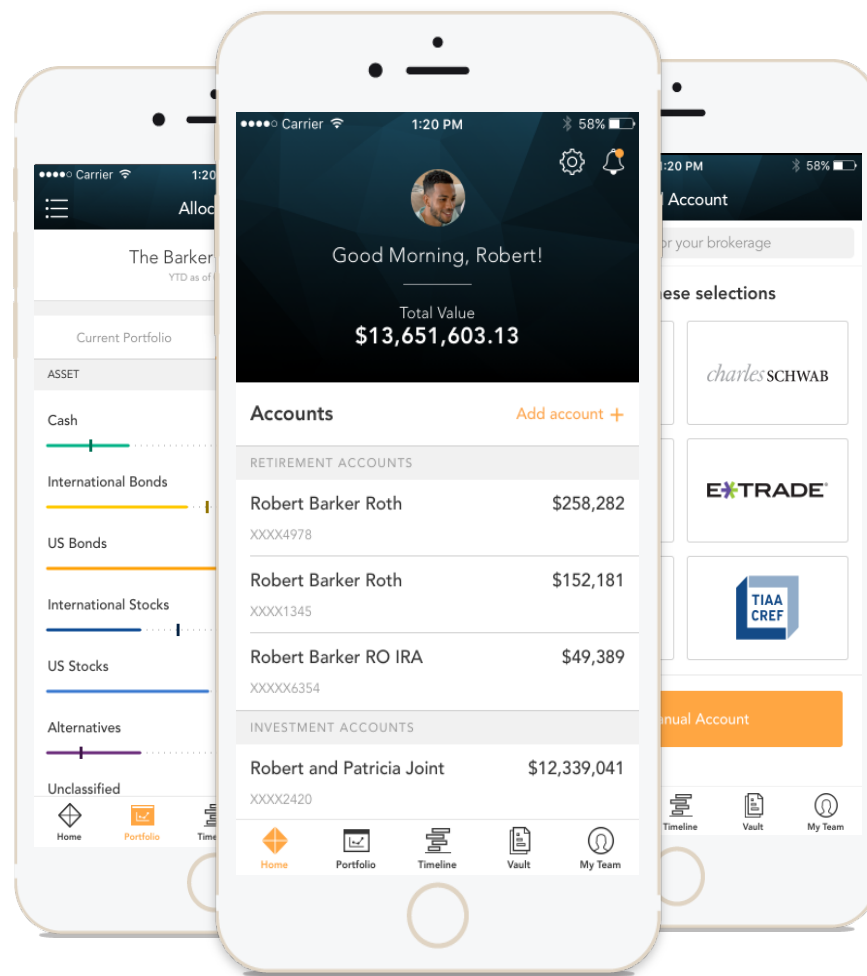 Carrier
1:20
Alloc
The Barker
YTD as of
Current Portfolio
ASSET
Cash
International Bonds
US Bonds
International Stocks
US Stocks
Alternatives
Unclassified
Home
Portfolio
Time
Carrier
1:20 PM
58%
Good Morning, Robert!
Total Value
$13,651,603.13
Accounts
Add account +
RETIREMENT ACCOUNTS
Robert Barker Roth
$258,282
XXXX4978
Robert Barker Roth
$152,181
XXXX1345
Robert Barker RO IRA
$49,389
XXXXX6354
INVESTMENT ACCOUNTS
Robert and Patricia Joint
$12,339,041
XXXX2420
Home
Portfolio
Timeline
Vault
My Team
:20 PM
58%
Account
or your brokerage
ese selections
charles SCHWAB
E*TRADE
TIAA
CREF
nual Account
Timeline
Vault
My Team